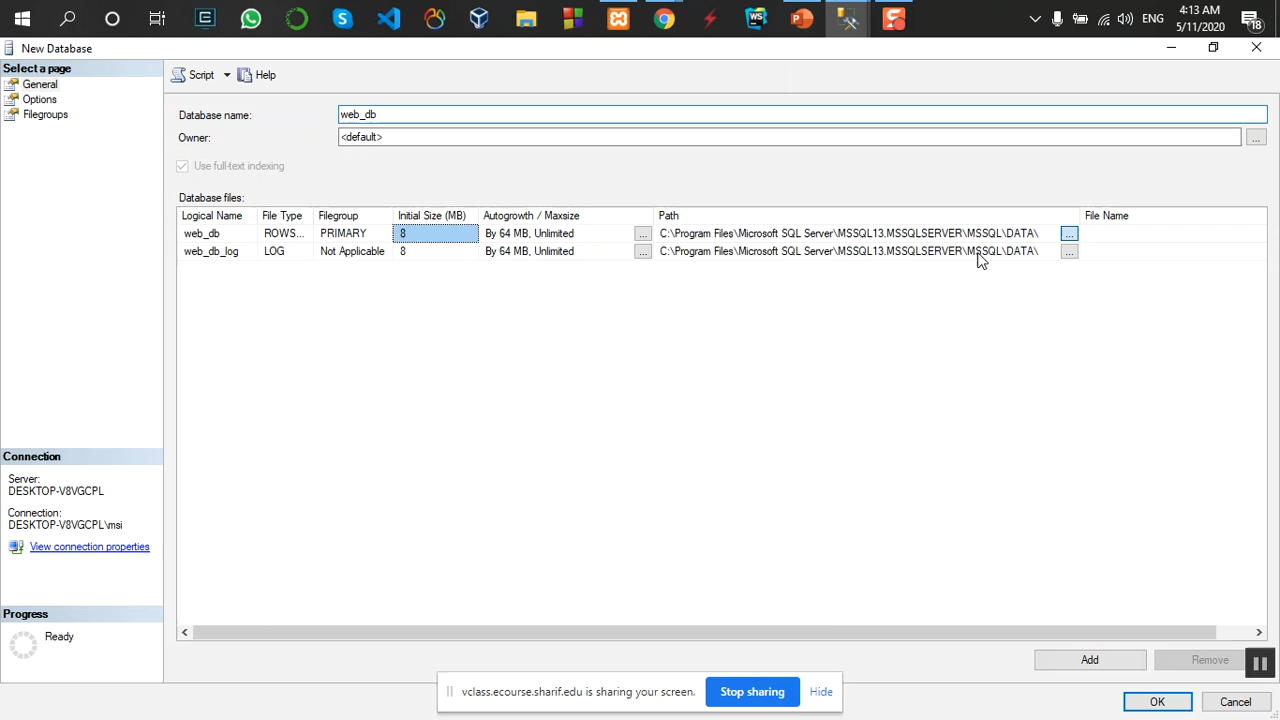 4:13 AM
ENG
5/11/2020
18
New Database
Select a page
General
Options
Filegroups
Script
Help
Database name:
web_db
Owner:
<default>
...
Use full-text indexing
Database files:
Logical Name File Type Filegroup Initial Size (MB) Autogrowth / Maxsize Path File Name
web_db ROWS... PRIMARY 8 By 64 MB, Unlimited ... C:\Program Files\Microsoft SQL Server\MSSQL13.MSSQLSERVER\MSSQL\DATA\ ...
web_db_log LOG Not Applicable 8 By 64 MB, Unlimited ... C:\Program Files\Microsoft SQL Server\MSSQL13.MSSQLSERVER\MSSQL\DATA\ ...
Connection
Server:
DESKTOP-V8VGCPL
Connection:
DESKTOP-V8VGCPL\msi
View connection properties
Progress
Ready
Add
Remove
vclass.ecourse.sharif.edu is sharing your screen.
Stop sharing
Hide
OK
Cancel